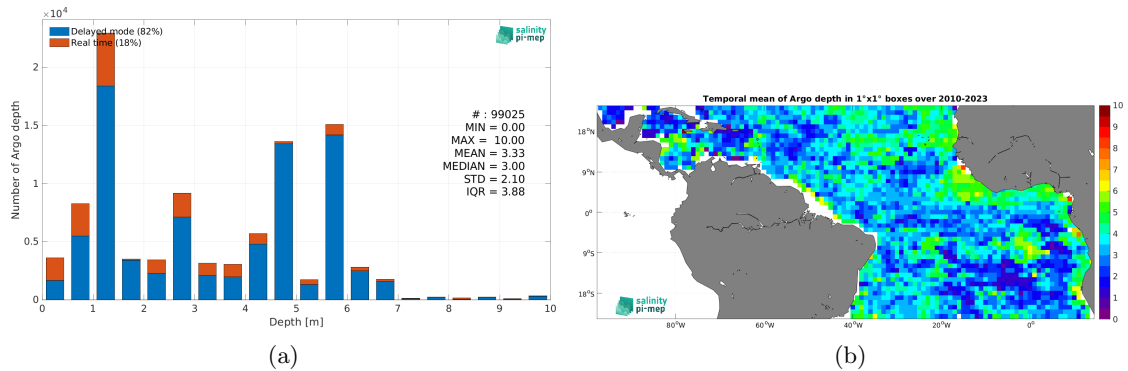 ×10⁴
Delayed mode (82%)
Real time (18%)
salinity
pi-mep
# : 99025
MIN = 0.00
MAX = 10.00
MEAN = 3.33
MEDIAN = 3.00
STD = 2.10
IQR = 3.88
Number of Argo depth
2
1.5
1
0.5
0
0 1 2 3 4 5 6 7 8 9 10
Depth [m]
(a)
Temporal mean of Argo depth in 1°x1° boxes over 2010-2023
18°N
9°N
0°
9°S
18°S
80°W 60°W 40°W 20°W 0°
salinity
pi-mep
10
9
8
7
6
5
4
3
2
1
0
(b)